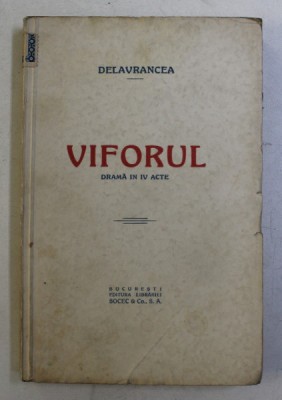 DELAVRANCEA
VIFORUL
DRAMĂ IN IV ACTE
BUCUREȘTI
EDITURA LIBRĂRIEI
SOCEC & Co., S. A.